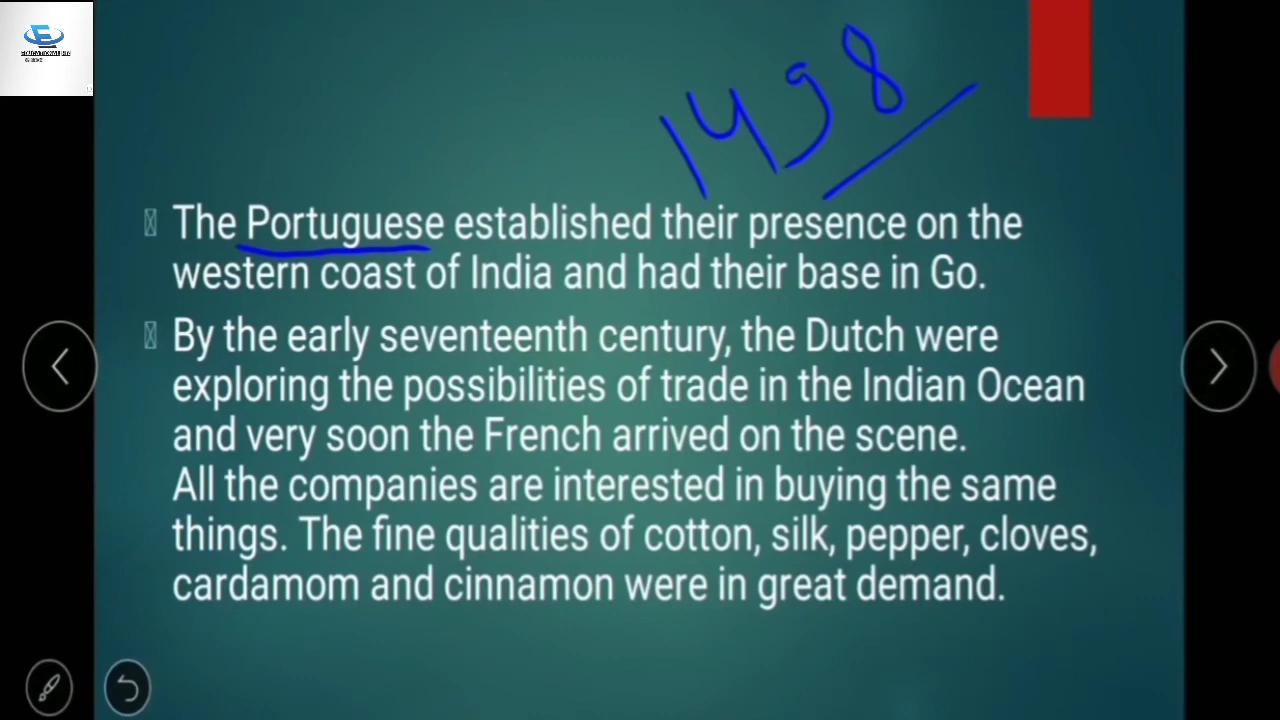 EDUCATIONAL
1498
The Portuguese established their presence on the
western coast of India and had their base in Go.
By the early seventeenth century, the Dutch were
exploring the possibilities of trade in the Indian Ocean
and very soon the French arrived on the scene.
All the companies are interested in buying the same
things. The fine qualities of cotton, silk, pepper, cloves,
cardamom and cinnamon were in great demand.